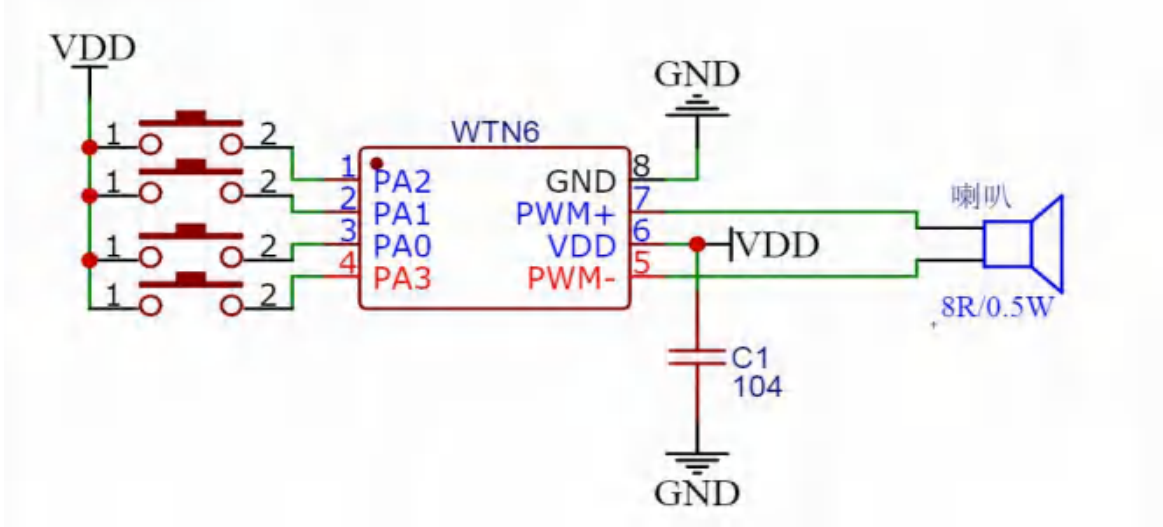 VDD
GND
WTN6
1 2
1 2
1 2
1 2
1 PA2
2 PA1
3 PA0
4 PA3
GND 8
PWM+ 7
VDD 6
PWM- 5
VDD
喇叭
8R/0.5W
C1
104
GND